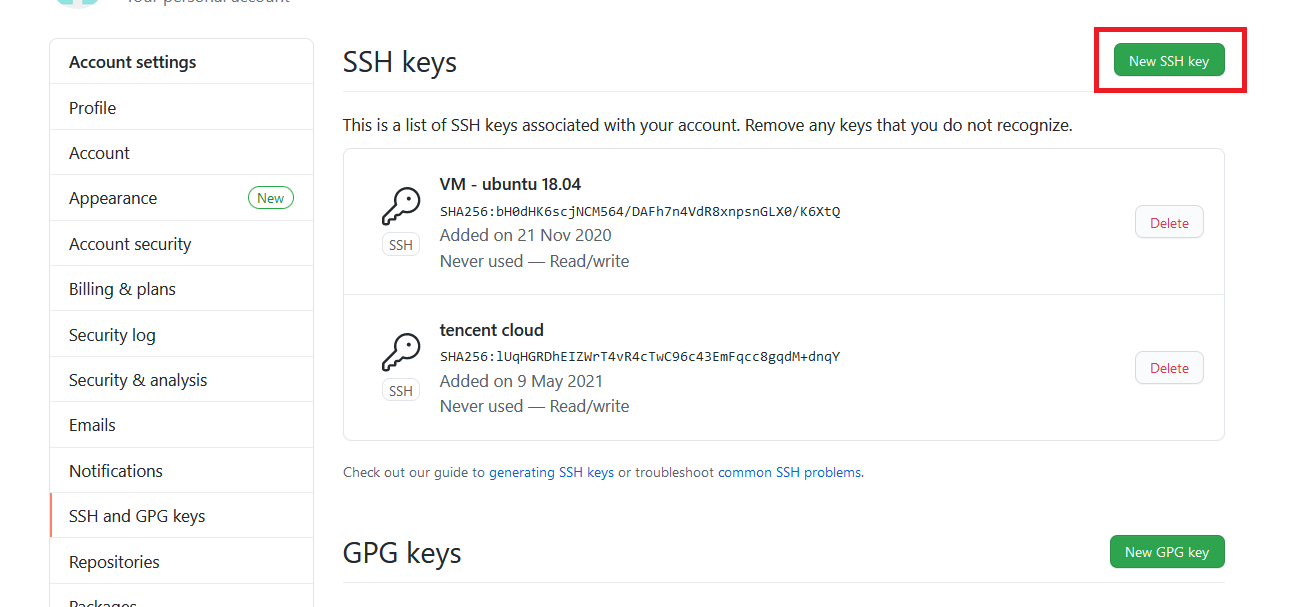 Your personal account
Account settings
Profile
Account
Appearance New
Account security
Billing & plans
Security log
Security & analysis
Emails
Notifications
SSH and GPG keys
Repositories
Packages
SSH keys
New SSH key
This is a list of SSH keys associated with your account. Remove any keys that you do not recognize.
VM - ubuntu 18.04
SHA256:bH0dHK6scjNCM564/DAFh7n4VdR8xnpsnGLX0/K6XtQ
Added on 21 Nov 2020
Never used — Read/write
SSH
Delete
tencent cloud
SHA256:lUqHGRDhEIZWrT4vR4cTwC96c43EmFqcc8gqdM+dnqY
Added on 9 May 2021
Never used — Read/write
SSH
Delete
Check out our guide to generating SSH keys or troubleshoot common SSH problems.
GPG keys
New GPG key